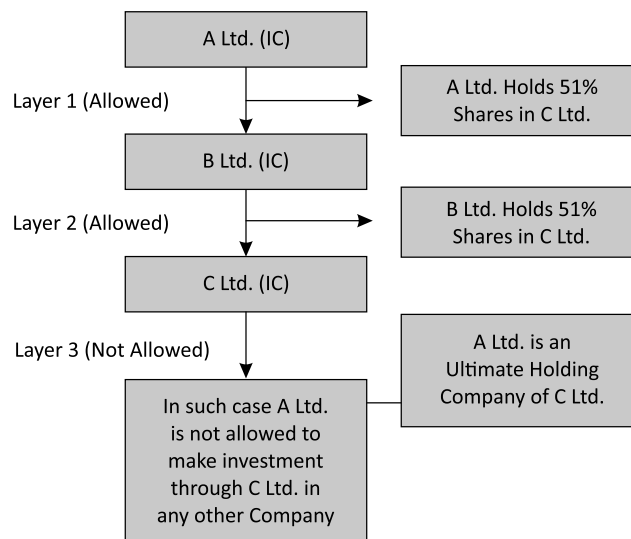 A Ltd. (IC)
Layer 1 (Allowed)
A Ltd. Holds 51%
Shares in C Ltd.
B Ltd. (IC)
Layer 2 (Allowed)
B Ltd. Holds 51%
Shares in C Ltd.
C Ltd. (IC)
Layer 3 (Not Allowed)
A Ltd. is an
Ultimate Holding
Company of C Ltd.
In such case A Ltd.
is not allowed to
make investment
through C Ltd. in
any other Company